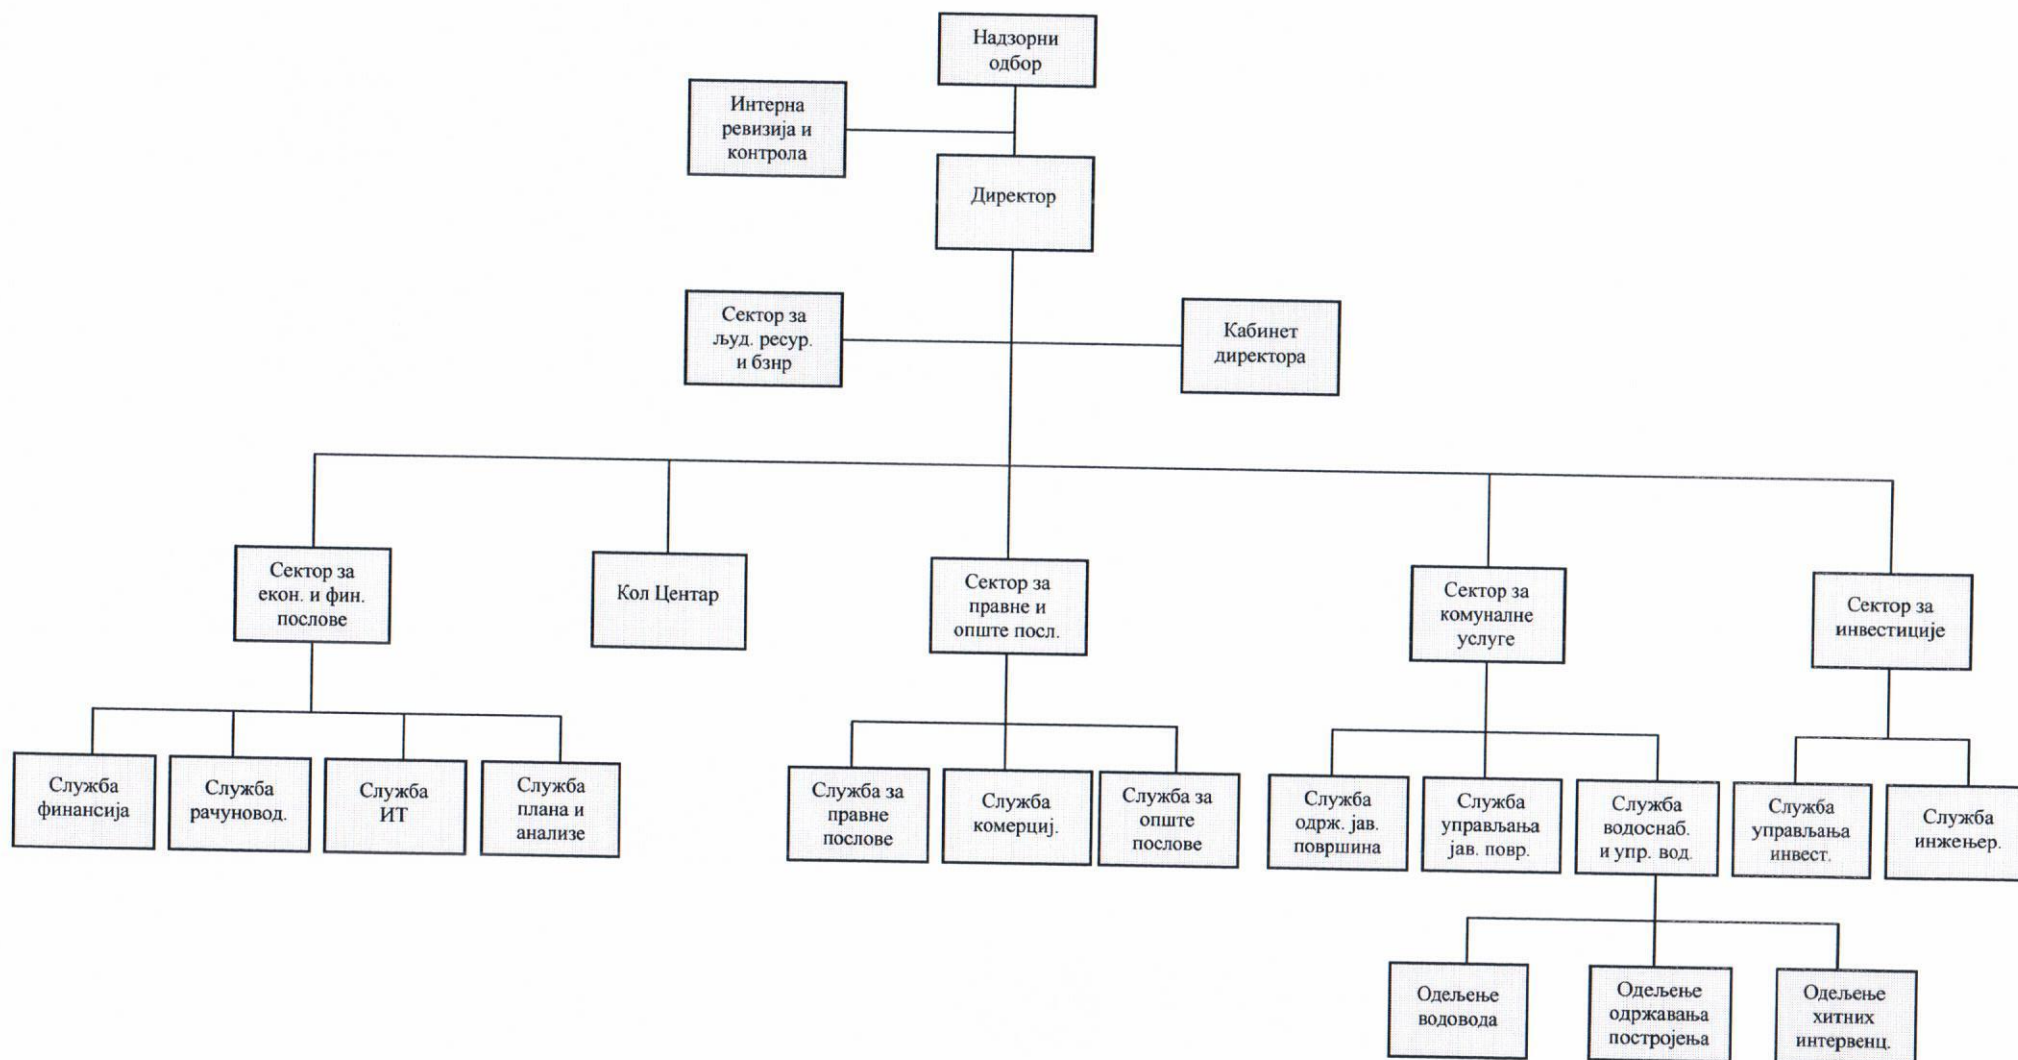 Надзорни
одбор
Интерна
ревизија и
контрола
Директор
Сектор за
људ. ресур.
и бзнр
Кабинет
директора
Сектор за
екон. и фин.
послове
Кол Центар
Сектор за
правне и
опште посл.
Сектор за
комуналне
услуге
Сектор за
инвестиције
Служба
финансија
Служба
рачуновод.
Служба
ИТ
Служба
плана и
анализе
Служба за
правне
послове
Служба
комерциј.
Служба за
опште
послове
Служба
одрж. јав.
површина
Служба
управљања
јав. повр.
Служба
водоснаб.
и упр. вод.
Служба
управљања
инвест.
Служба
инжењер.
Одељење
водовода
Одељење
одржавања
постројења
Одељење
хитних
интервенц.